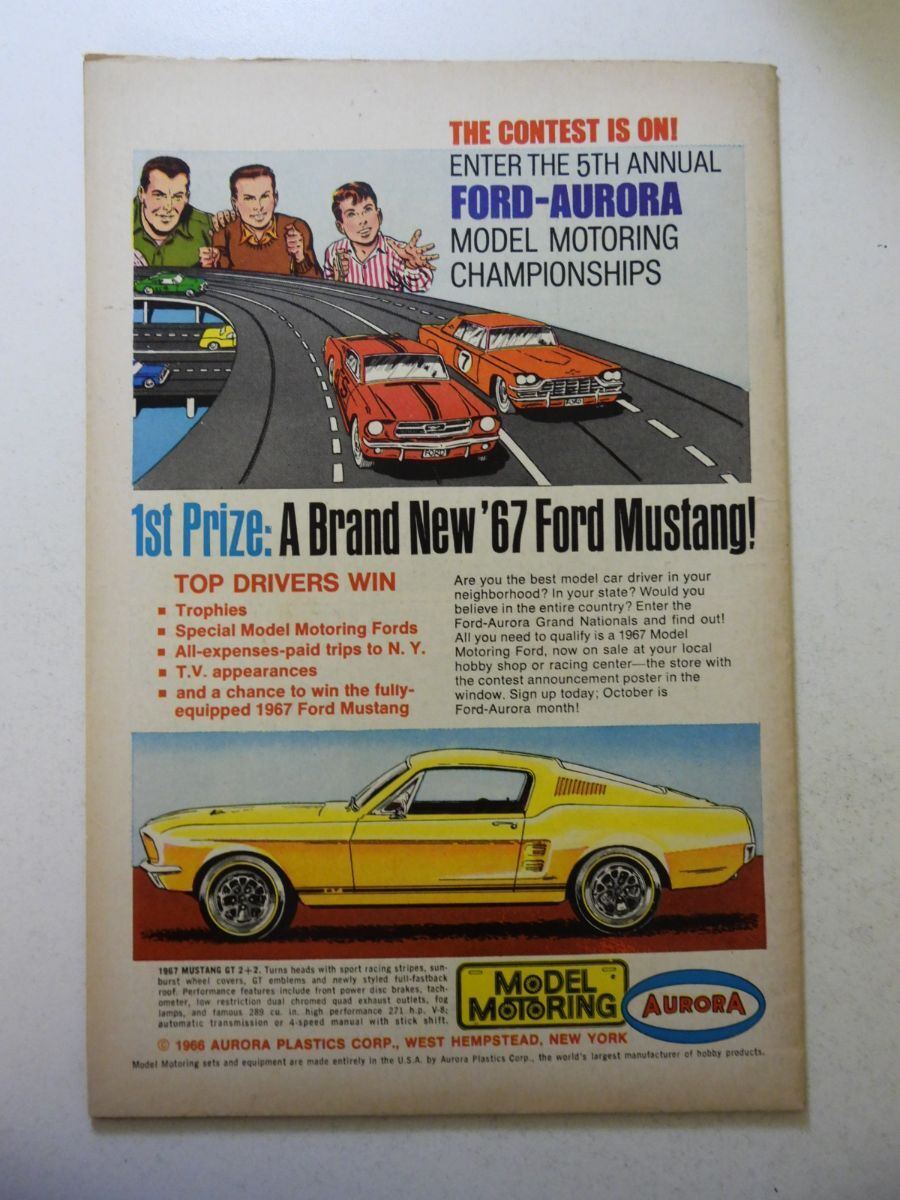 THE CONTEST IS ON!
ENTER THE 5TH ANNUAL
FORD-AURORA
MODEL MOTORING
CHAMPIONSHIPS
7
FORD
FORD
1st Prize: A Brand New '67 Ford Mustang!
TOP DRIVERS WIN
▪ Trophies
▪ Special Model Motoring Fords
▪ All-expenses-paid trips to N. Y.
▪ T.V. appearances
▪ and a chance to win the fully-
equipped 1967 Ford Mustang
Are you the best model car driver in your
neighborhood? In your state? Would you
believe in the entire country? Enter the
Ford-Aurora Grand Nationals and find out!
All you need to qualify is a 1967 Model
Motoring Ford, now on sale at your local
hobby shop or racing center—the store with
the contest announcement poster in the
window. Sign up today; October is
Ford-Aurora month!
1967 MUSTANG GT 2+2. Turns heads with sport racing stripes, sun-
burst wheel covers, GT emblems and newly styled full-fastback
roof. Performance features include front power disc brakes, tach-
ometer, low restriction dual chromed quad exhaust outlets, fog
lamps, and famous 289 cu. in. high performance 271 h.p. V-8;
automatic transmission or 4-speed manual with stick shift.
MODEL
MOTORING
AURORA
© 1966 AURORA PLASTICS CORP., WEST HEMPSTEAD, NEW YORK
Model Motoring sets and equipment are made entirely in the U.S.A. by Aurora Plastics Corp., the world's largest manufacturer of hobby products.